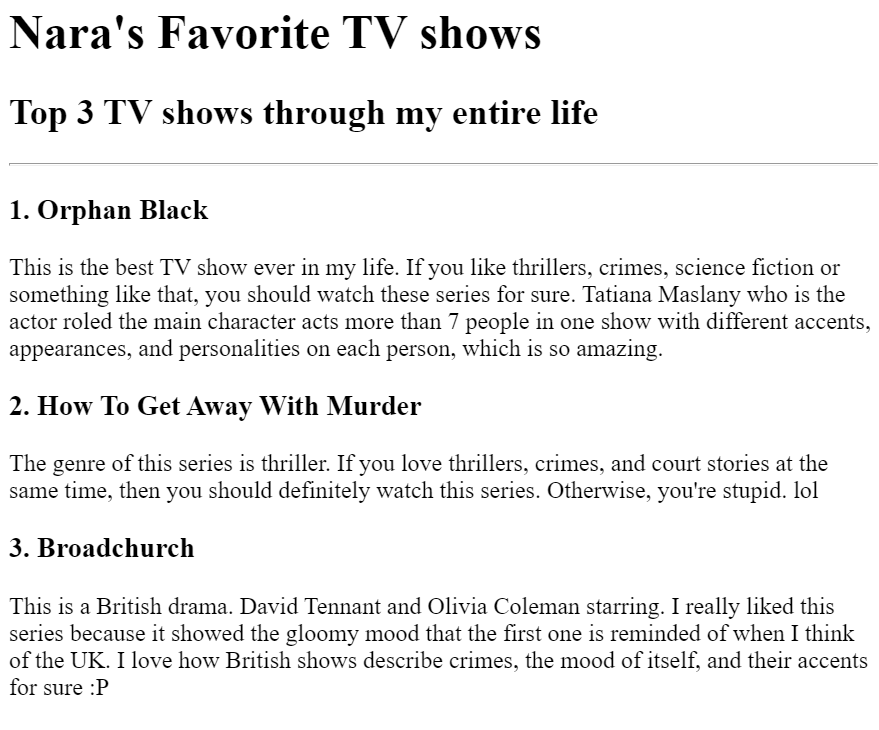 Nara's Favorite TV shows
Top 3 TV shows through my entire life
1. Orphan Black
This is the best TV show ever in my life. If you like thrillers, crimes, science fiction or
something like that, you should watch these series for sure. Tatiana Maslany who is the
actor roled the main character acts more than 7 people in one show with different accents,
appearances, and personalities on each person, which is so amazing.
2. How To Get Away With Murder
The genre of this series is thriller. If you love thrillers, crimes, and court stories at the
same time, then you should definitely watch this series. Otherwise, you're stupid. lol
3. Broadchurch
This is a British drama. David Tennant and Olivia Coleman starring. I really liked this
series because it showed the gloomy mood that the first one is reminded of when I think
of the UK. I love how British shows describe crimes, the mood of itself, and their accents
for sure :P